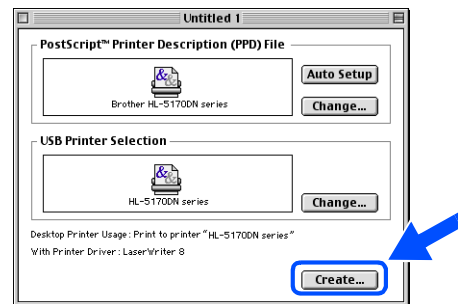 Untitled 1
PostScript™ Printer Description (PPD) File
Auto Setup
Brother HL-5170DN series
Change...
USB Printer Selection
HL-5170DN series
Change...
Desktop Printer Usage: Print to printer "HL-5170DN series"
With Printer Driver: LaserWriter 8
Create...